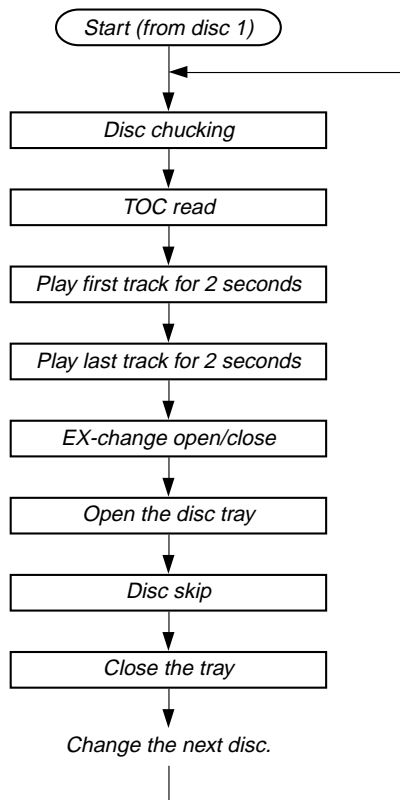 Start (from disc 1)
Disc chucking
TOC read
Play first track for 2 seconds
Play last track for 2 seconds
EX-change open/close
Open the disc tray
Disc skip
Close the tray
Change the next disc.